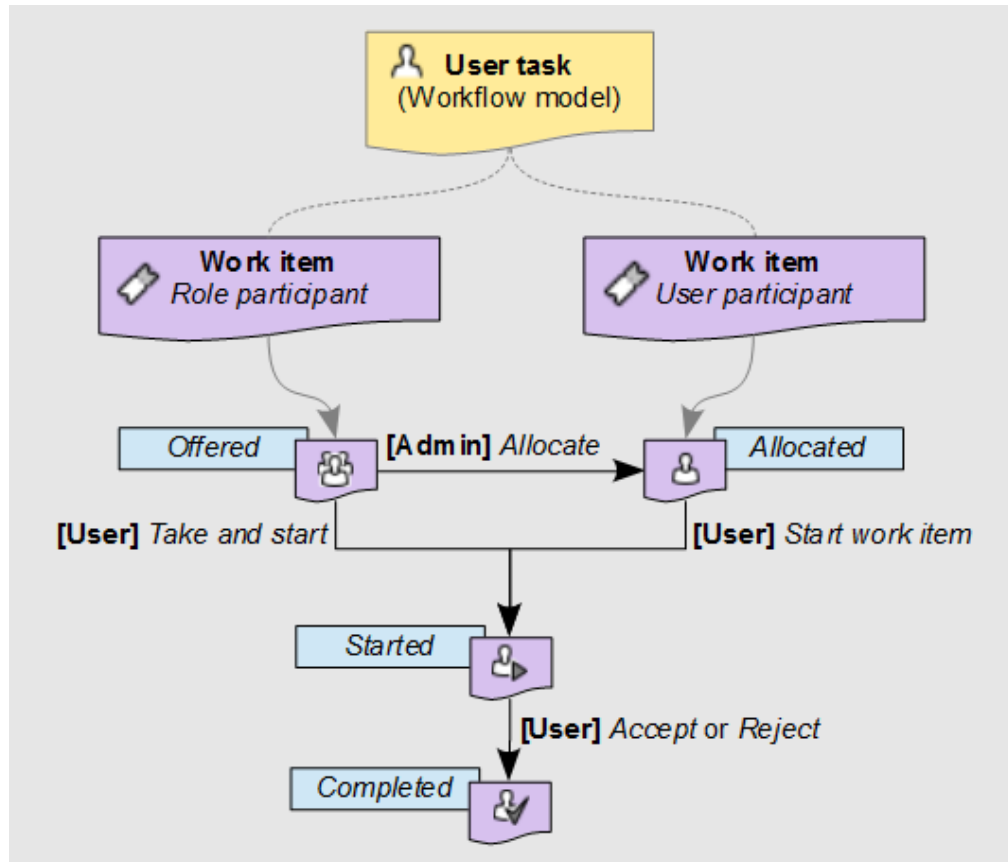 User task
(Workflow model)
Work item
Role participant
Work item
User participant
Offered
[Admin] Allocate
Allocated
[User] Take and start
[User] Start work item
Started
[User] Accept or Reject
Completed